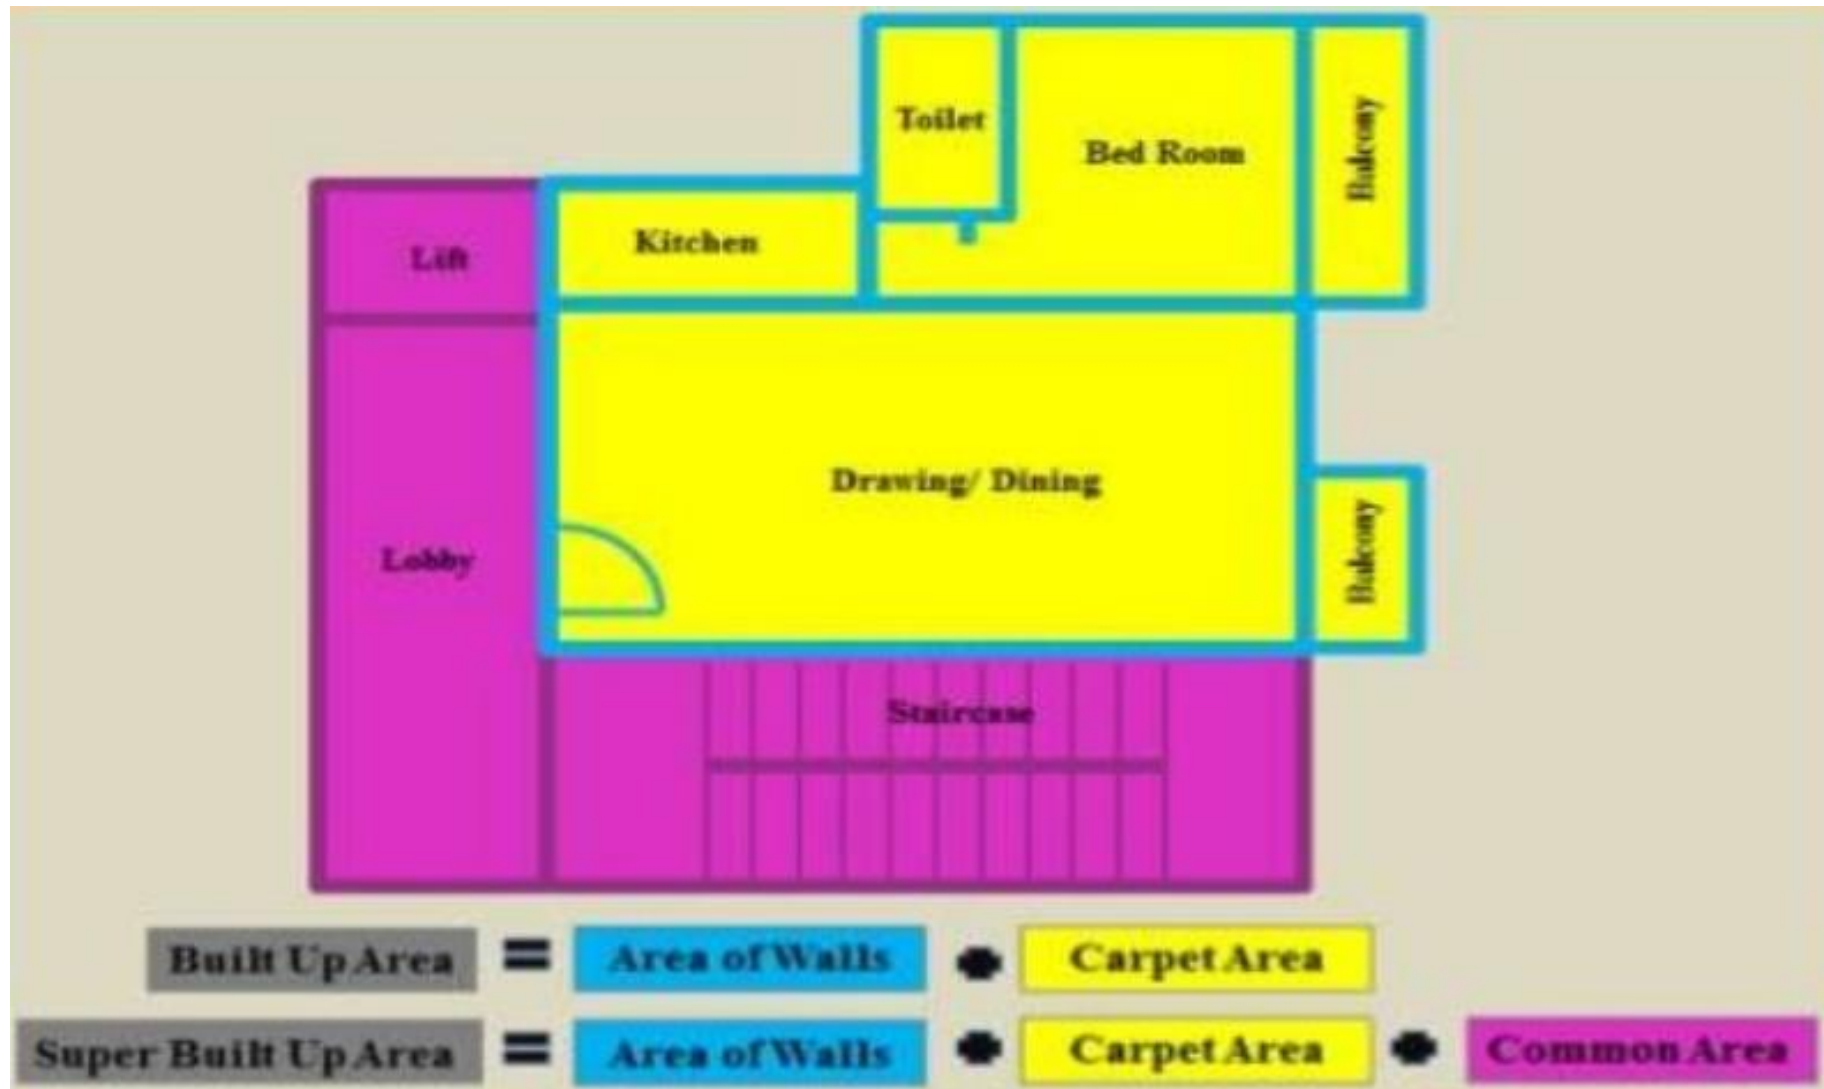 Toilet
Bed Room
Balcony
Kitchen
Lift
Drawing/ Dining
Balcony
Lobby
Staircase
Built Up Area = Area of Walls + Carpet Area
Super Built Up Area = Area of Walls + Carpet Area + Common Area